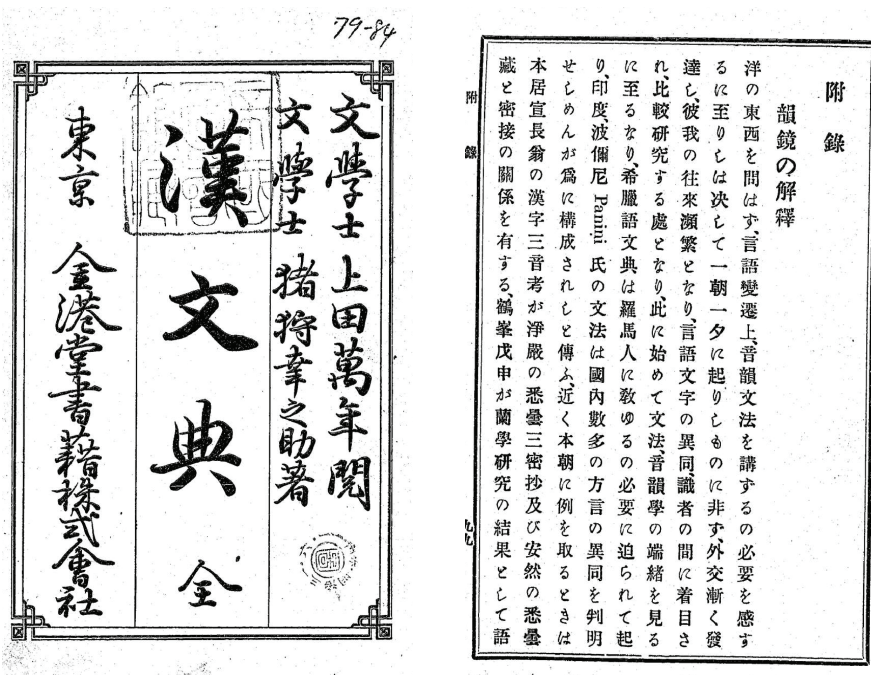 79-84
文學士 上田萬年閱
文學士 猪狩幸之助著
漢文典 全
東京 金港堂書籍株式會社
附錄
韻鏡の解釋
洋の東西を問はず、言語變遷上、音韻文法を講ずるの必要を感ず
るに至りしは決して一朝一夕に起りしものに非ず、外交漸く發
達し、彼我の往來瀕繁となり、言語文字の異同、識者の間に着目さ
れ、比較硏究する處となり、此に始めて文法、音韻學の端緖を見る
に至るなり、希臘語文典は羅馬人に敎ゆるの必要に迫られて起
り、印度、波儞尼 Panini 氏の文法は國內數多の方言の異同を判明
せしめんが爲に構成されしと傳ふ、近く本朝に例を取るときは
本居宣長翁の漢字三音考が淨嚴の悉曇三密抄及び安然の悉曇
藏と密接の關係を有する、鶴峯戊申が蘭學硏究の結果として語
附錄
九九